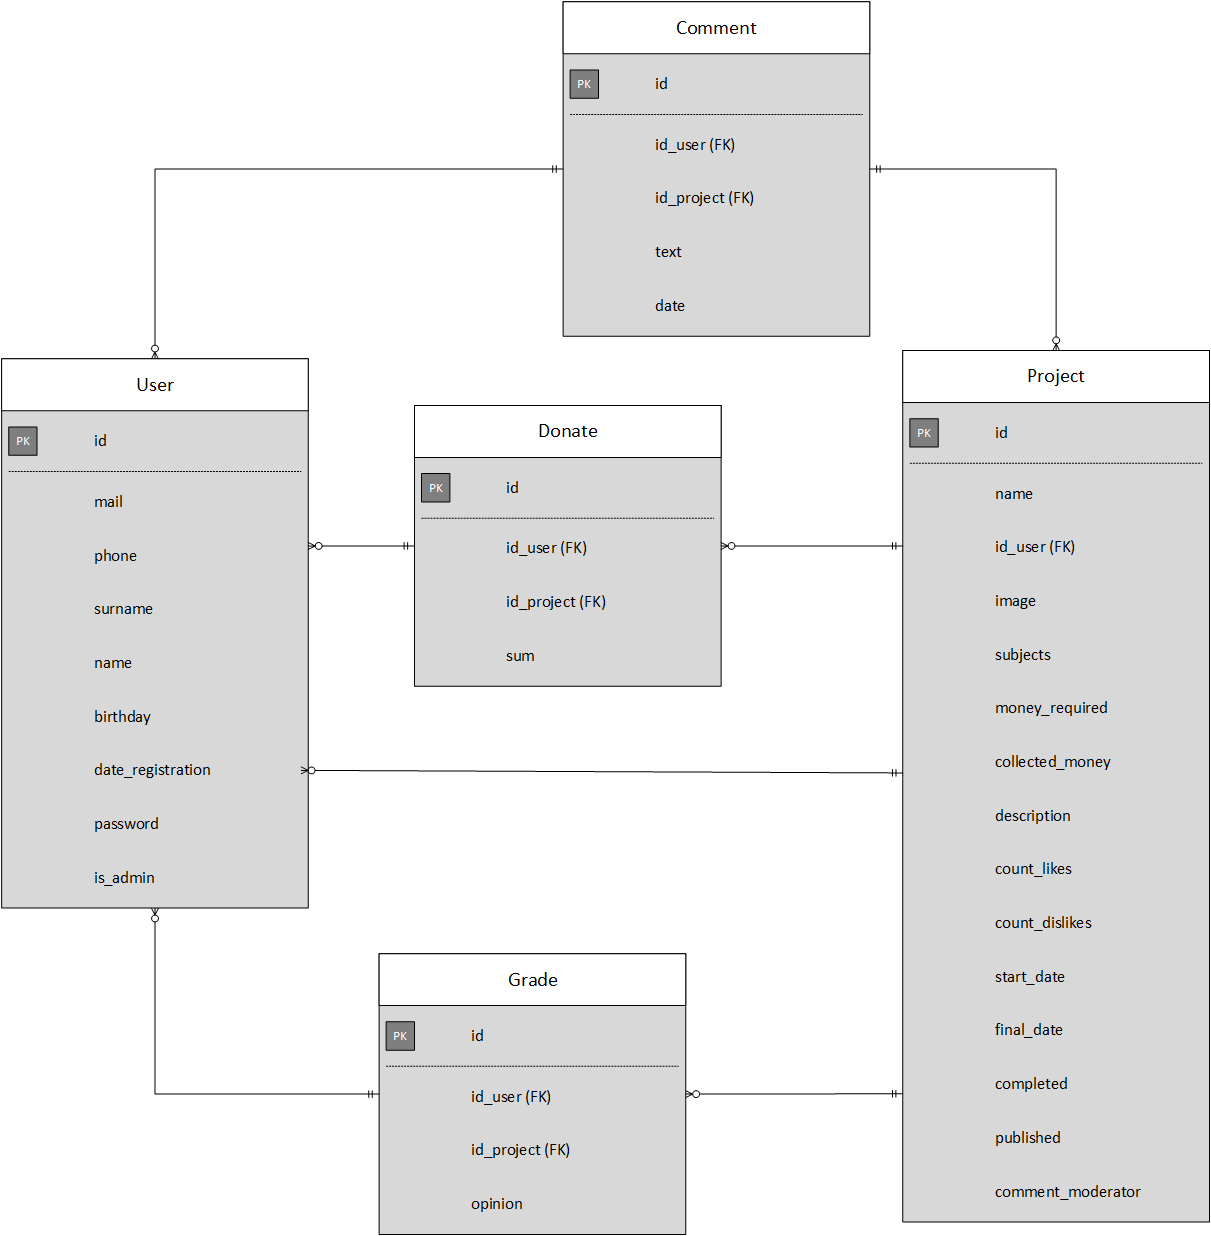 Comment
PK id
id_user (FK)
id_project (FK)
text
date
User
PK id
mail
phone
surname
name
birthday
date_registration
password
is_admin
Donate
PK id
id_user (FK)
id_project (FK)
sum
Project
PK id
name
id_user (FK)
image
subjects
money_required
collected_money
description
count_likes
count_dislikes
start_date
final_date
completed
published
comment_moderator
Grade
PK id
id_user (FK)
id_project (FK)
opinion